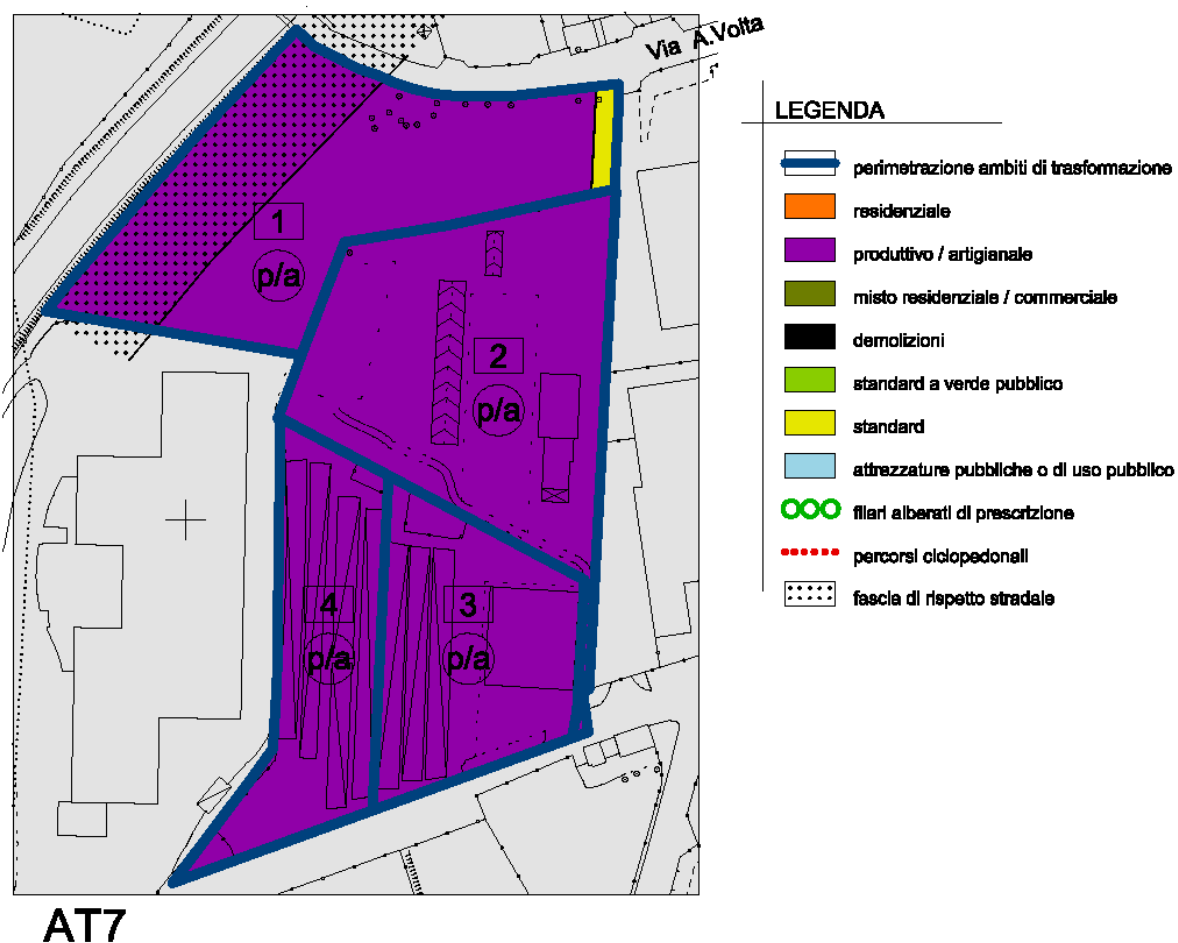 Via A.Volta
1
p/a
2
p/a
4
p/a
3
p/a
AT7
LEGENDA
perimetrazione ambiti di trasformazione
residenziale
produttivo / artigianale
misto residenziale / commerciale
demolizioni
standard a verde pubblico
standard
attrezzature pubbliche o di uso pubblico
filari alberati di prescrizione
percorsi ciclopedonali
fascia di rispetto stradale